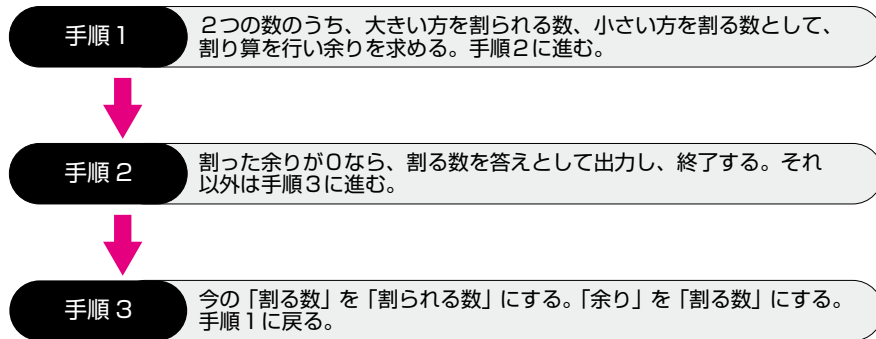 手順１
２つの数のうち、大きい方を割られる数、小さい方を割る数として、
割り算を行い余りを求める。手順２に進む。
手順２
割った余りが０なら、割る数を答えとして出力し、終了する。それ
以外は手順３に進む。
手順３
今の「割る数」を「割られる数」にする。「余り」を「割る数」にする。
手順１に戻る。